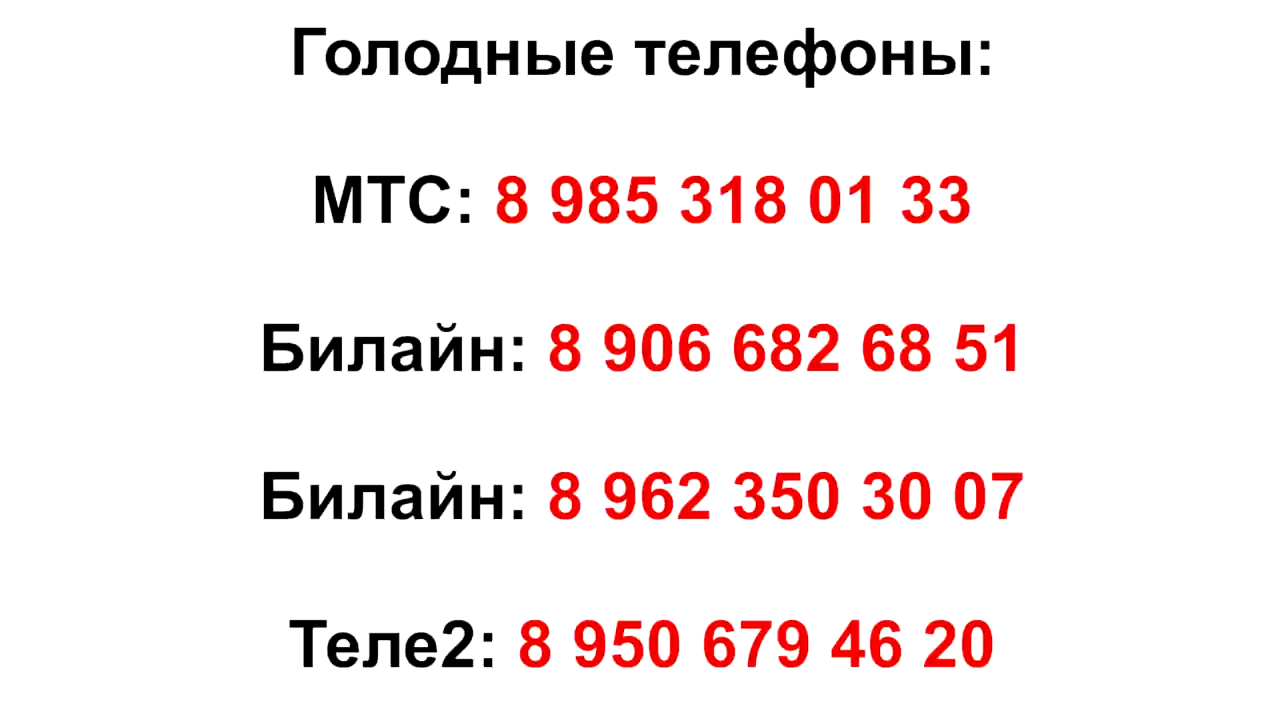 Голодные телефоны:
МТС: 8 985 318 01 33
Билайн: 8 906 682 68 51
Билайн: 8 962 350 30 07
Теле2: 8 950 679 46 20